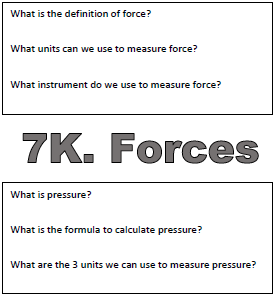 What is the definition of force?
What units can we use to measure force?
What instrument do we use to measure force?
7K. Forces
What is pressure?
What is the formula to calculate pressure?
What are the 3 units we can use to measure pressure?